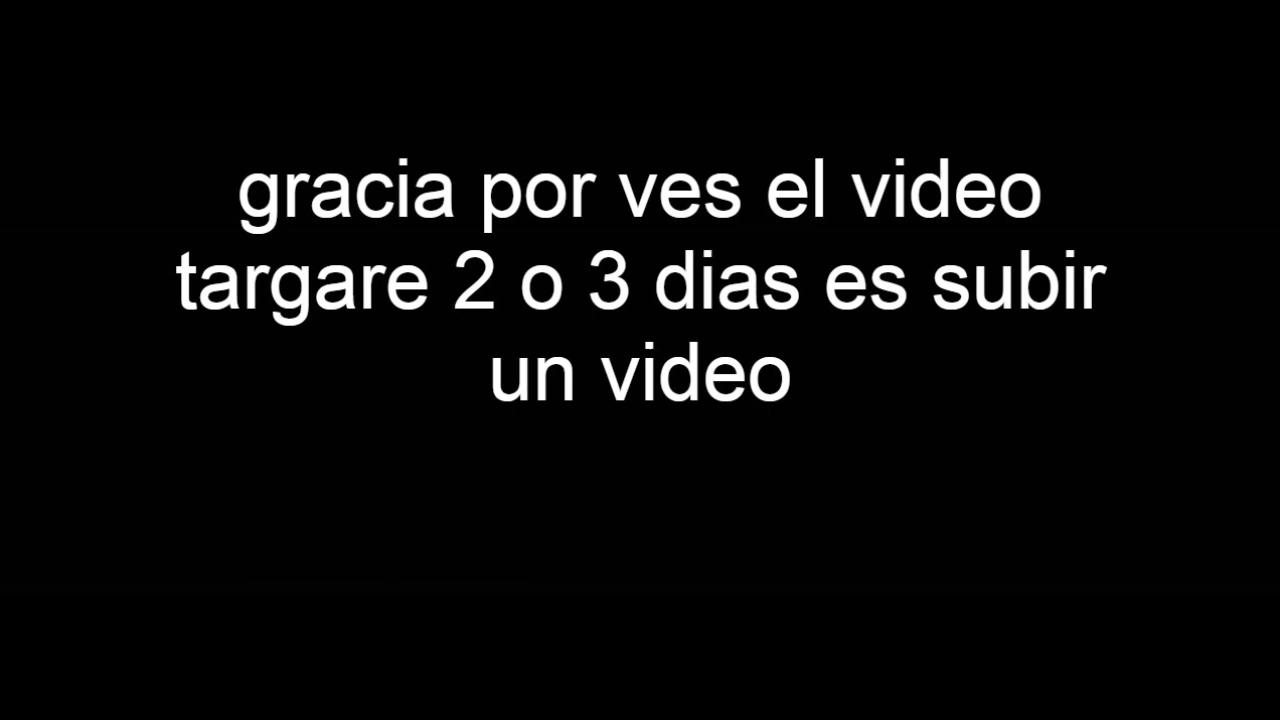 gracia por ves el video
targare 2 o 3 dias es subir
un video